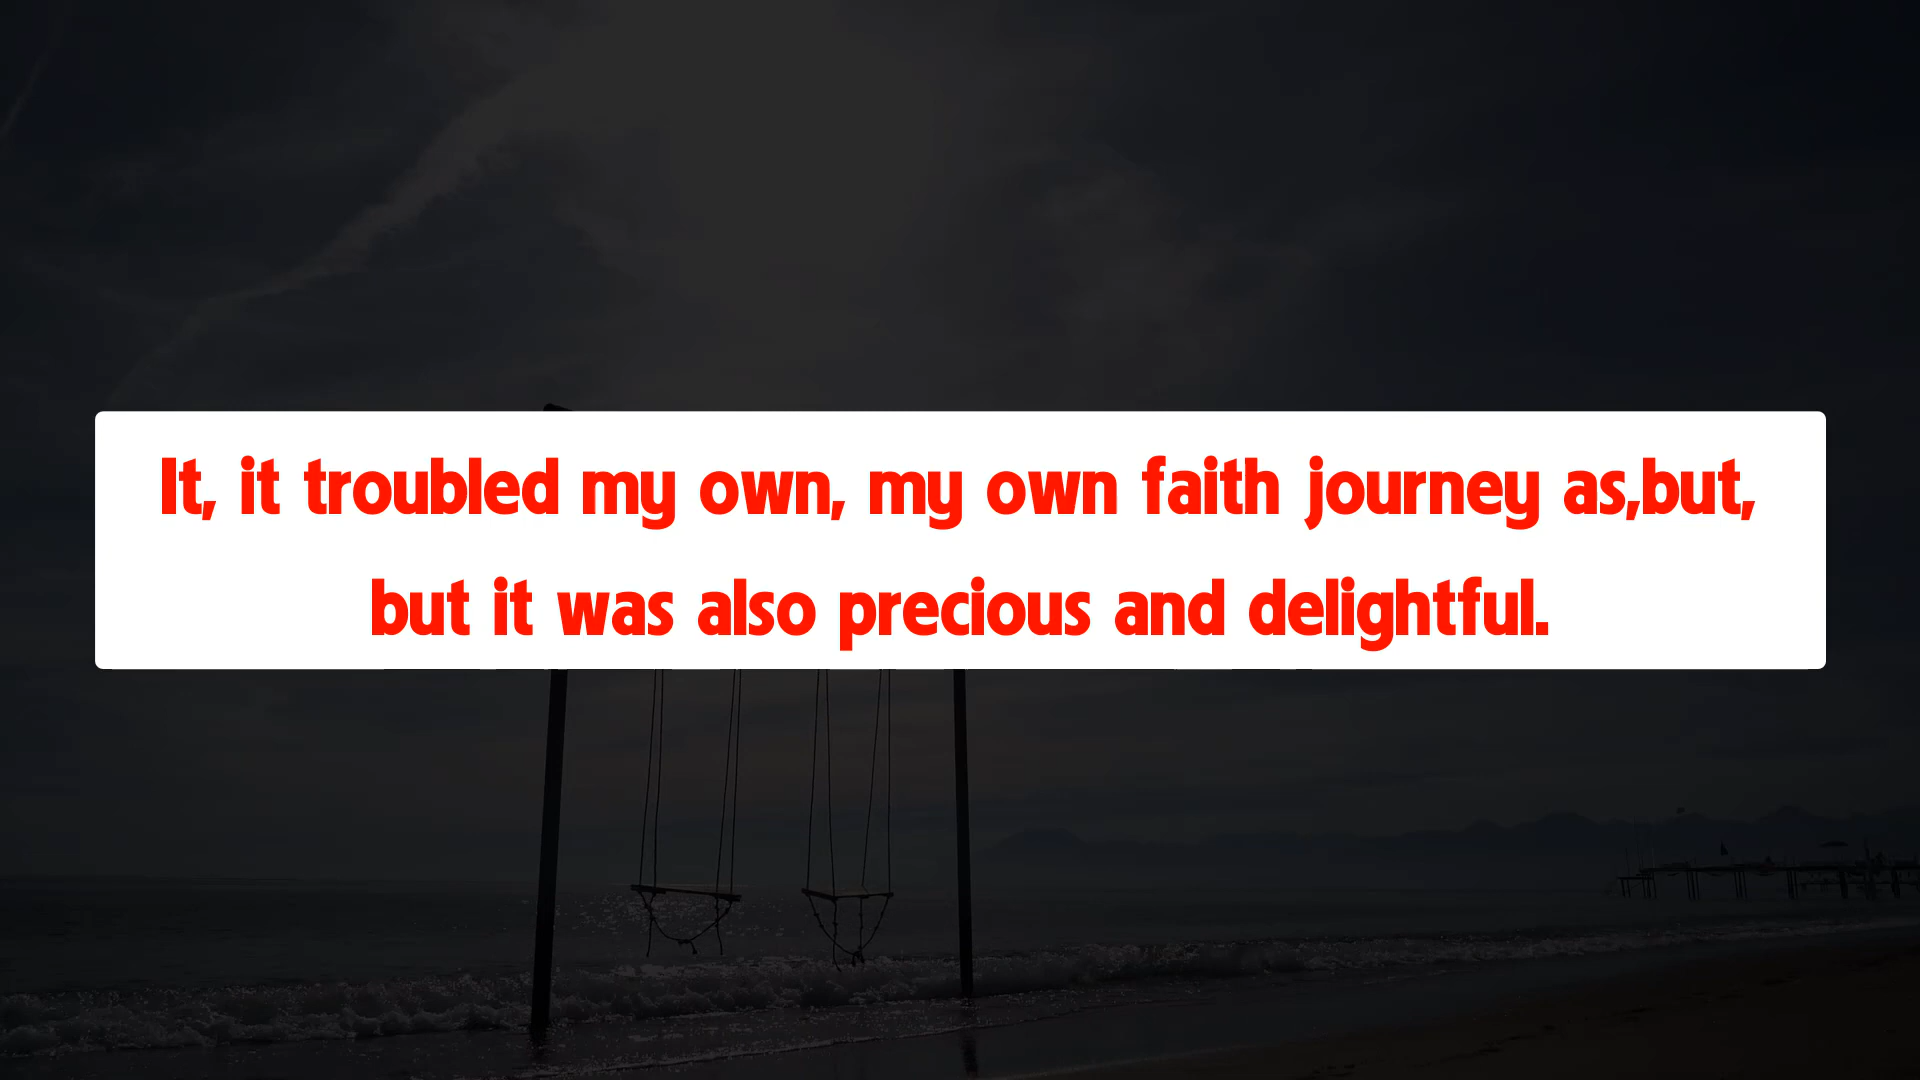 It, it troubled my own, my own faith journey as,but,
but it was also precious and delightful.